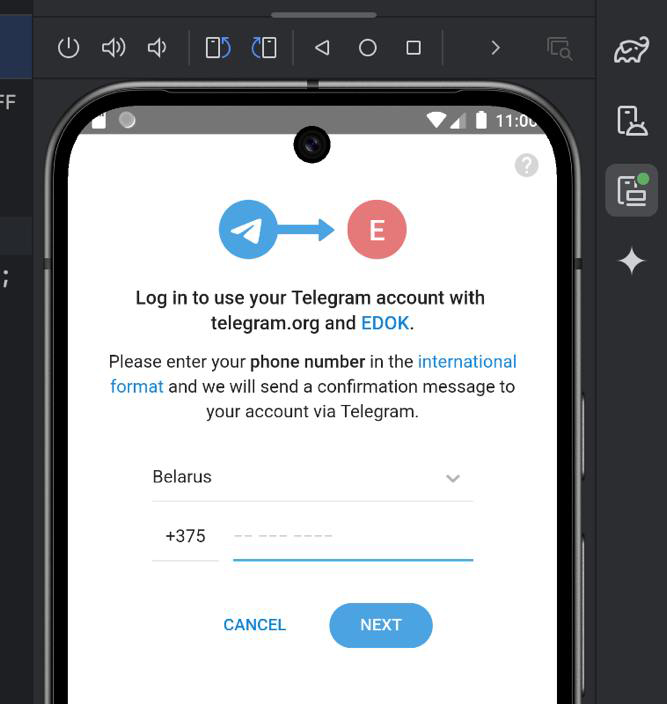 FF
;
11:00
?
E
Log in to use your Telegram account with
telegram.org and EDOK.
Please enter your phone number in the international
format and we will send a confirmation message to
your account via Telegram.
Belarus
+375
-- --- ----
CANCEL
NEXT